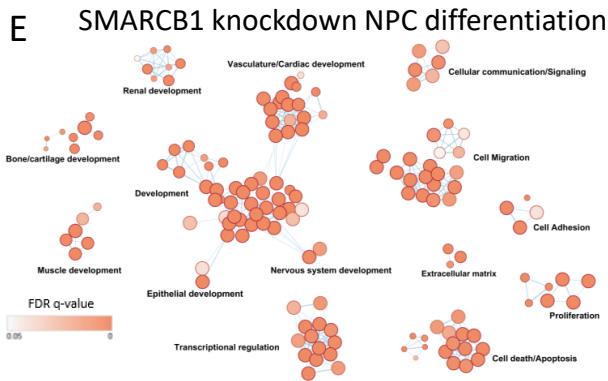 E
SMARCB1 knockdown NPC differentiation
Vasculature/Cardiac development
Cellular communication/Signaling
Renal development
Bone/cartilage development
Cell Migration
Development
Cell Adhesion
Muscle development
Nervous system development
Extracellular matrix
Epithelial development
FDR q-value
Proliferation
0.05
0
Transcriptional regulation
Cell death/Apoptosis